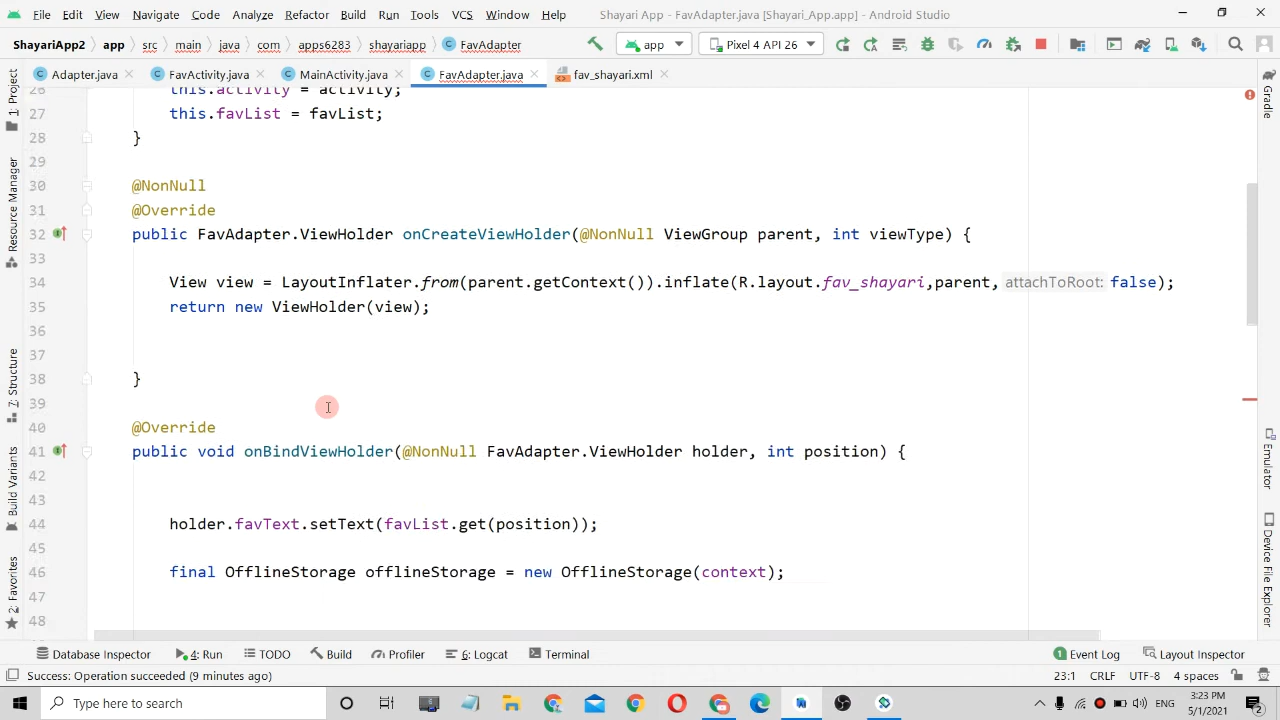 File Edit View Navigate Code Analyze Refactor Build Run Tools VCS Window Help Shayari App - FavAdapter.java [Shayari_App.app] - Android Studio
ShayariApp2 app src main java com apps6283 shayariapp FavAdapter app Pixel 4 API 26
Adapter.java FavActivity.java MainActivity.java FavAdapter.java fav_shayari.xml
26 this.activity = activity;
27 this.favList = favList;
28 }
29
30 @NonNull
31 @Override
32 public FavAdapter.ViewHolder onCreateViewHolder(@NonNull ViewGroup parent, int viewType) {
33
34 View view = LayoutInflater.from(parent.getContext()).inflate(R.layout.fav_shayari,parent, attachToRoot: false);
35 return new ViewHolder(view);
36
37
38 }
39
40 @Override
41 public void onBindViewHolder(@NonNull FavAdapter.ViewHolder holder, int position) {
42
43
44 holder.favText.setText(favList.get(position));
45
46 final OfflineStorage offlineStorage = new OfflineStorage(context);
47
48
1: Project
Resource Manager
7: Structure
Build Variants
2: Favorites
Gradle
Emulator
Device File Explorer
Database Inspector 4: Run TODO Build Profiler 6: Logcat Terminal 1 Event Log Layout Inspector
Success: Operation succeeded (9 minutes ago) 23:1 CRLF UTF-8 4 spaces
Type here to search ENG 3:23 PM
5/1/2021 2